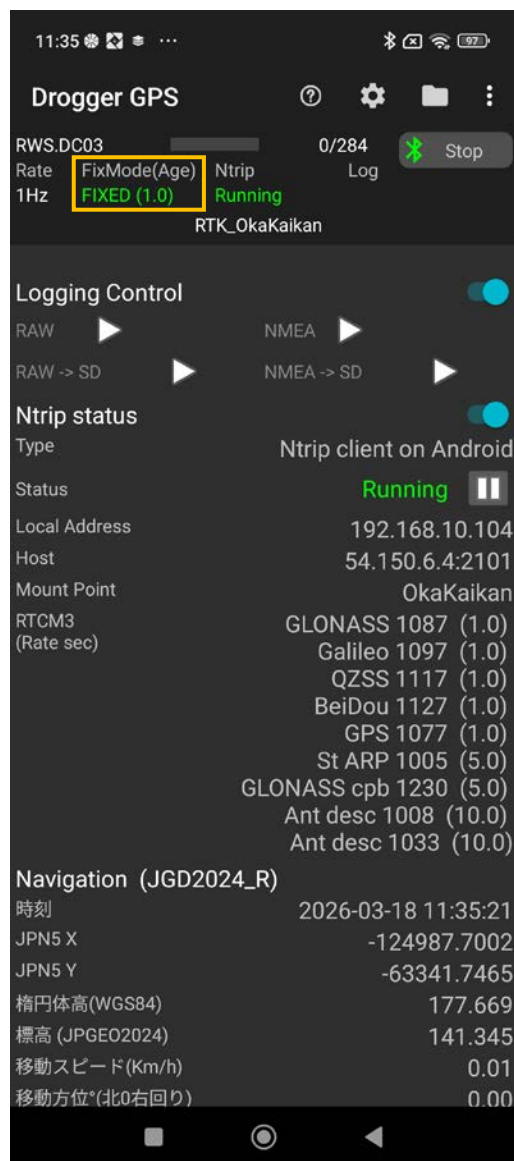 11:35 ... 97
Drogger GPS
RWS.DC03 0/284 Stop
Rate FixMode(Age) Ntrip Log
1Hz FIXED (1.0) Running
RTK_OkaKaikan
Logging Control
RAW NMEA
RAW -> SD NMEA -> SD
Ntrip status
Type Ntrip client on Android
Status Running
Local Address 192.168.10.104
Host 54.150.6.4:2101
Mount Point OkaKaikan
RTCM3 GLONASS 1087 (1.0)
(Rate sec) Galileo 1097 (1.0)
QZSS 1117 (1.0)
BeiDou 1127 (1.0)
GPS 1077 (1.0)
St ARP 1005 (5.0)
GLONASS cpb 1230 (5.0)
Ant desc 1008 (10.0)
Ant desc 1033 (10.0)
Navigation (JGD2024_R)
時刻 2026-03-18 11:35:21
JPN5 X -124987.7002
JPN5 Y -63341.7465
楕円体高(WGS84) 177.669
標高 (JPGEO2024) 141.345
移動スピード(Km/h) 0.01
移動方位°(北0右回り) 0.00